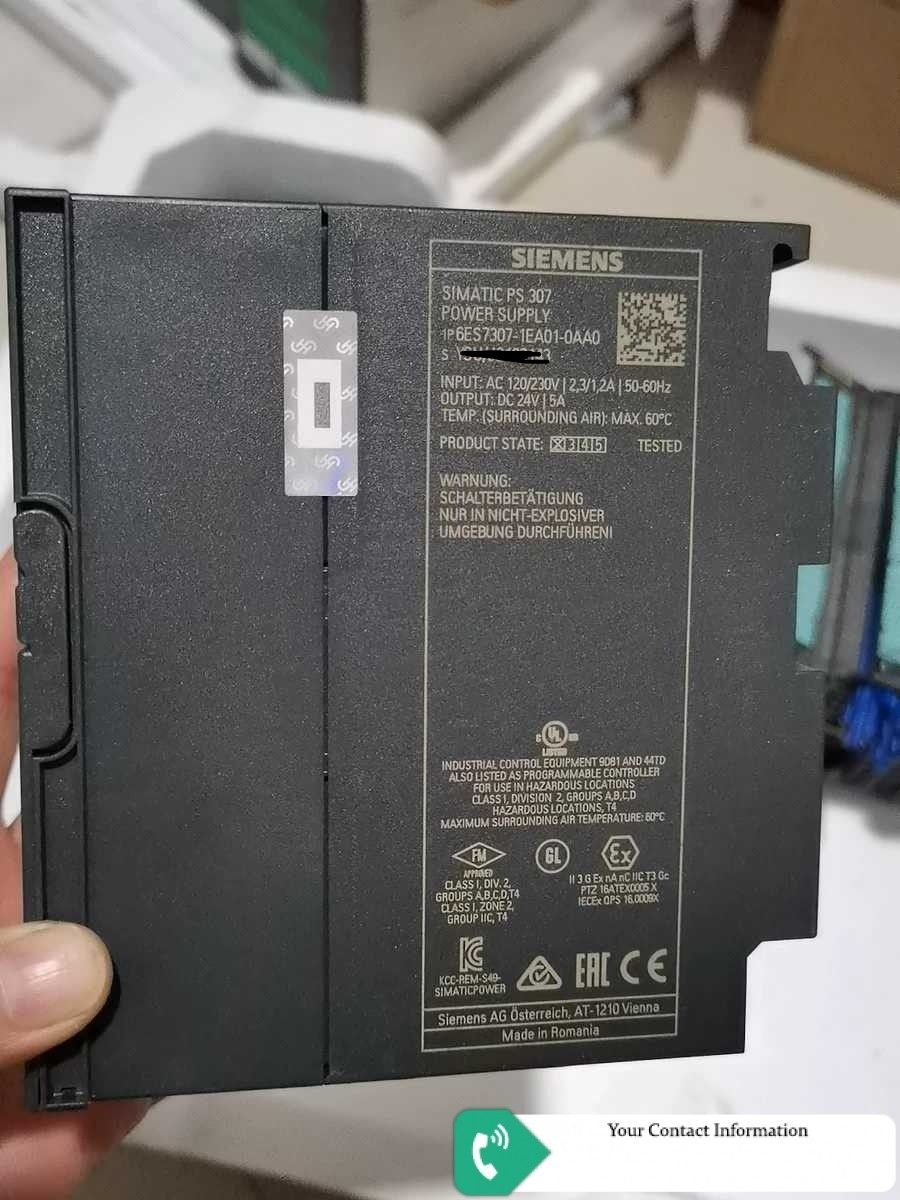 SIEMENS
SIMATIC PS 307
POWER SUPPLY
1P 6ES7307-1EA01-0AA0
S
INPUT: AC 120/230V | 2,3/1,2A | 50-60Hz
OUTPUT: DC 24V | 5A
TEMP. (SURROUNDING AIR): MAX. 60°C
PRODUCT STATE: X 3 4 5 TESTED
WARNUNG:
SCHALTERBETÄTIGUNG
NUR IN NICHT-EXPLOSIVER
UMGEBUNG DURCHFÜHREN!
C UL US
LISTED
INDUSTRIAL CONTROL EQUIPMENT 9D81 AND 44TD
ALSO LISTED AS PROGRAMMABLE CONTROLLER
FOR USE IN HAZARDOUS LOCATIONS
CLASS I, DIVISION 2, GROUPS A,B,C,D
HAZARDOUS LOCATIONS, T4
MAXIMUM SURROUNDING AIR TEMPERATURE: 60°C
FM
APPROVED
CLASS I, DIV. 2,
GROUPS A,B,C,D,T4
CLASS I, ZONE 2,
GROUP IIC, T4
GL
Ex
II 3 G Ex nA nC IIC T3 Gc
PTZ 16ATEX0005 X
IECEx QPS 16.0009X
KCC-REM-S49-
SIMATICPOWER
EAC CE
Siemens AG Österreich, AT-1210 Vienna
Made in Romania
Your Contact Information